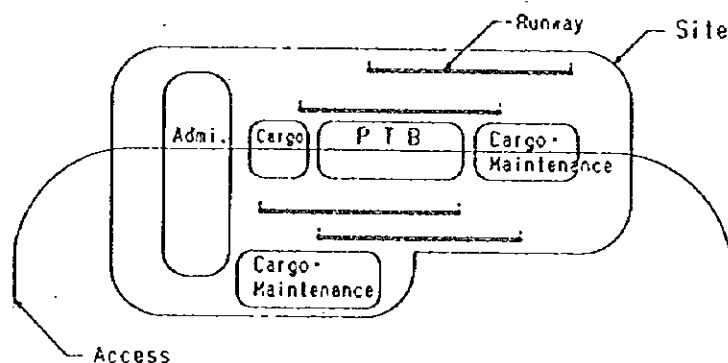 Runway
Site
Admi.
Cargo
P T B
Cargo・
Maintenance
Cargo・
Maintenance
Access